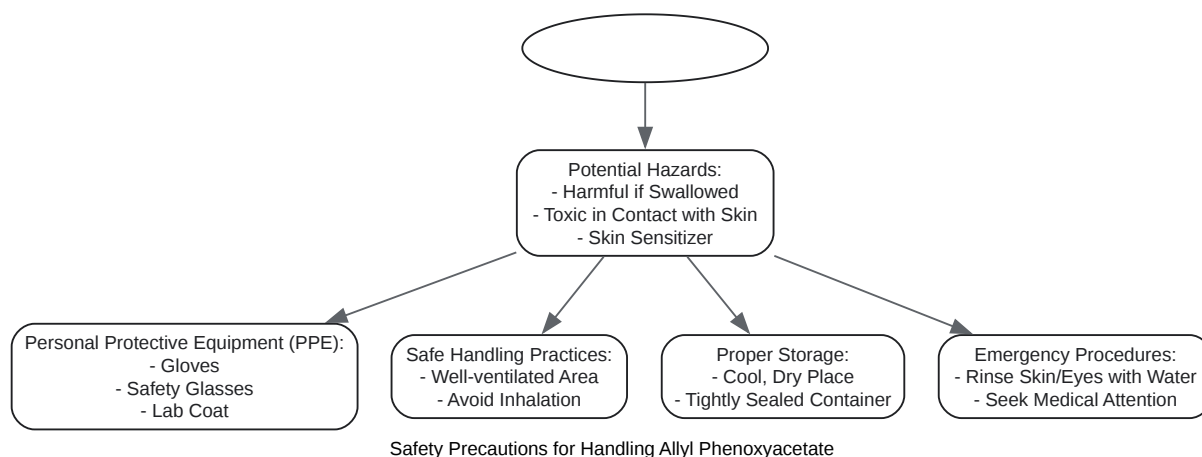 Potential Hazards:
- Harmful if Swallowed
- Toxic in Contact with Skin
- Skin Sensitizer
Personal Protective Equipment (PPE):
- Gloves
- Safety Glasses
- Lab Coat
Safe Handling Practices:
- Well-ventilated Area
- Avoid Inhalation
Proper Storage:
- Cool, Dry Place
- Tightly Sealed Container
Emergency Procedures:
- Rinse Skin/Eyes with Water
- Seek Medical Attention
Safety Precautions for Handling Allyl Phenoxyacetate